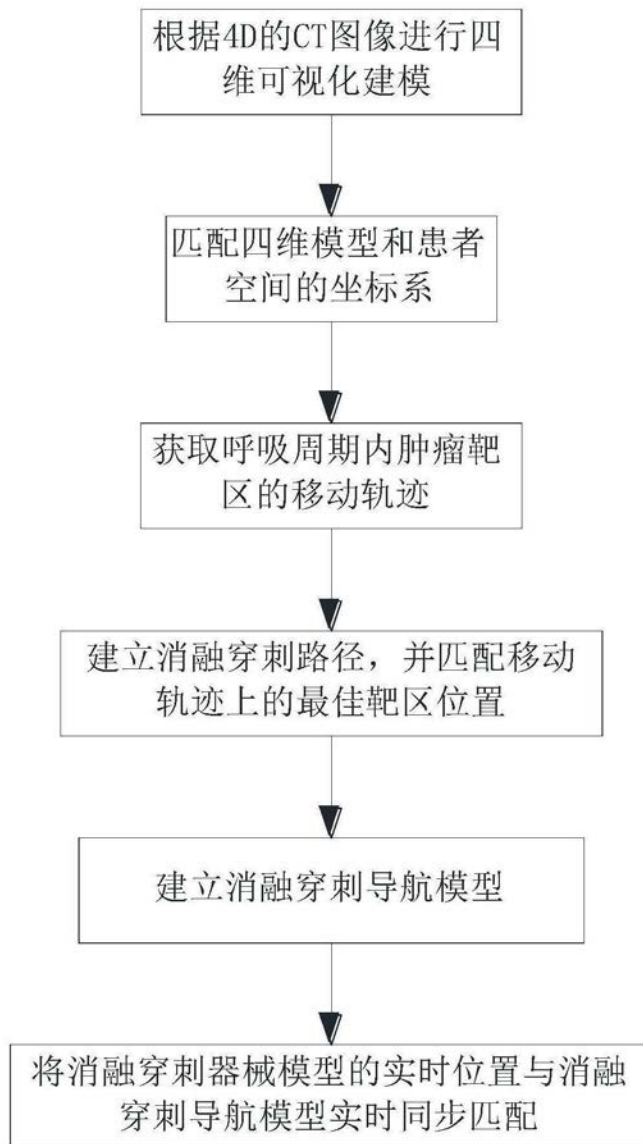 根据4D的CT图像进行四
维可视化建模
匹配四维模型和患者
空间的坐标系
获取呼吸周期内肿瘤靶
区的移动轨迹
建立消融穿刺路径，并匹配移动
轨迹上的最佳靶区位置
建立消融穿刺导航模型
将消融穿刺器械模型的实时位置与消融
穿刺导航模型实时同步匹配